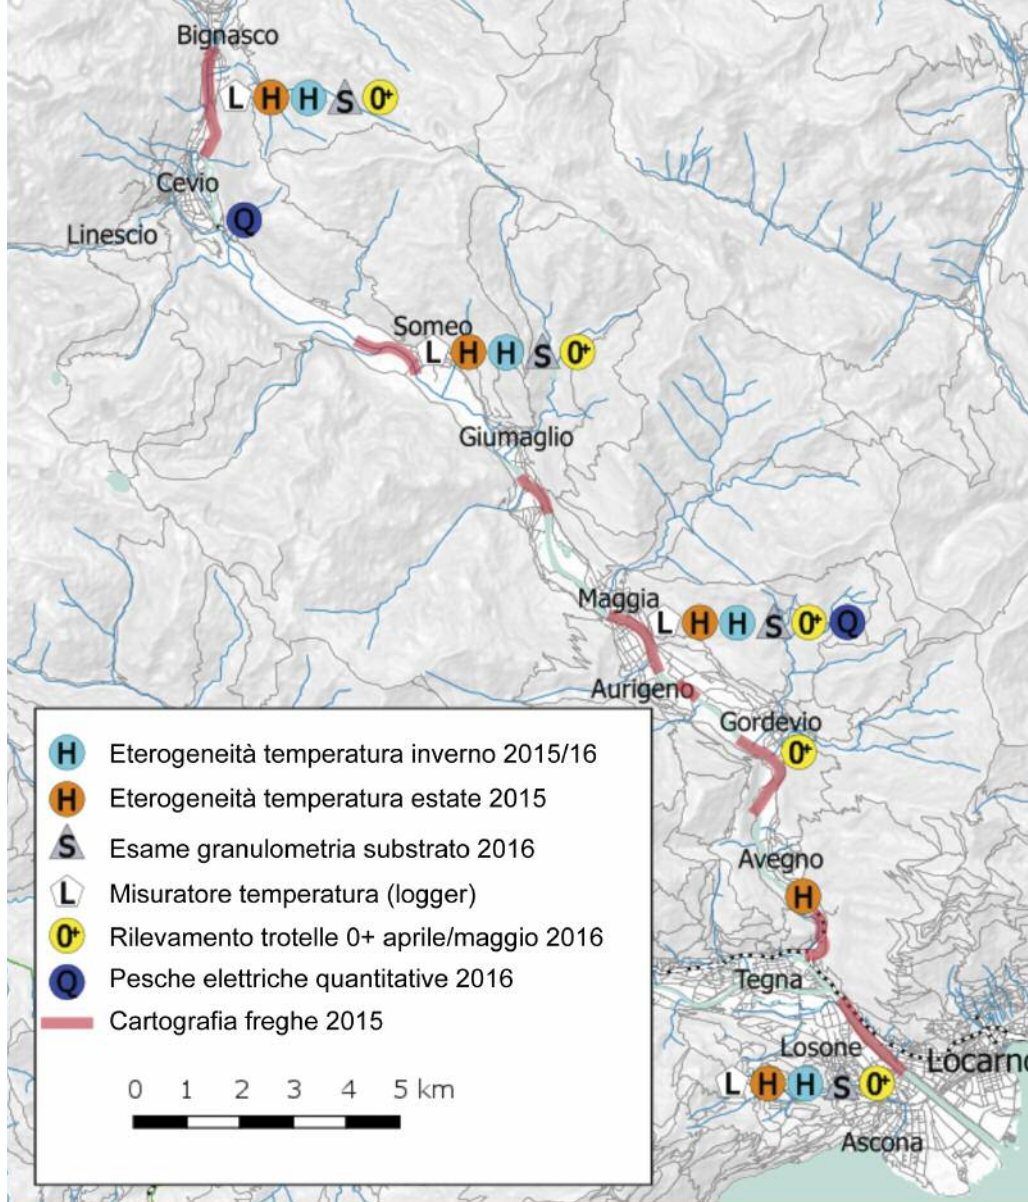 Bignasco
L H H S 0+
Cevio
Q
Linescio
Someo
L H H S 0+
Giumaglio
Maggia
L H H S 0+ Q
Aurigeno
Gordevio
0+
Avegno
H
Tegna
Losone
Locarno
L H H S 0+
Ascona
H Eterogeneità temperatura inverno 2015/16
H Eterogeneità temperatura estate 2015
S Esame granulometria substrato 2016
L Misuratore temperatura (logger)
0+ Rilevamento trotelle 0+ aprile/maggio 2016
Q Pesche elettriche quantitative 2016
Cartografia freghe 2015
0 1 2 3 4 5 km